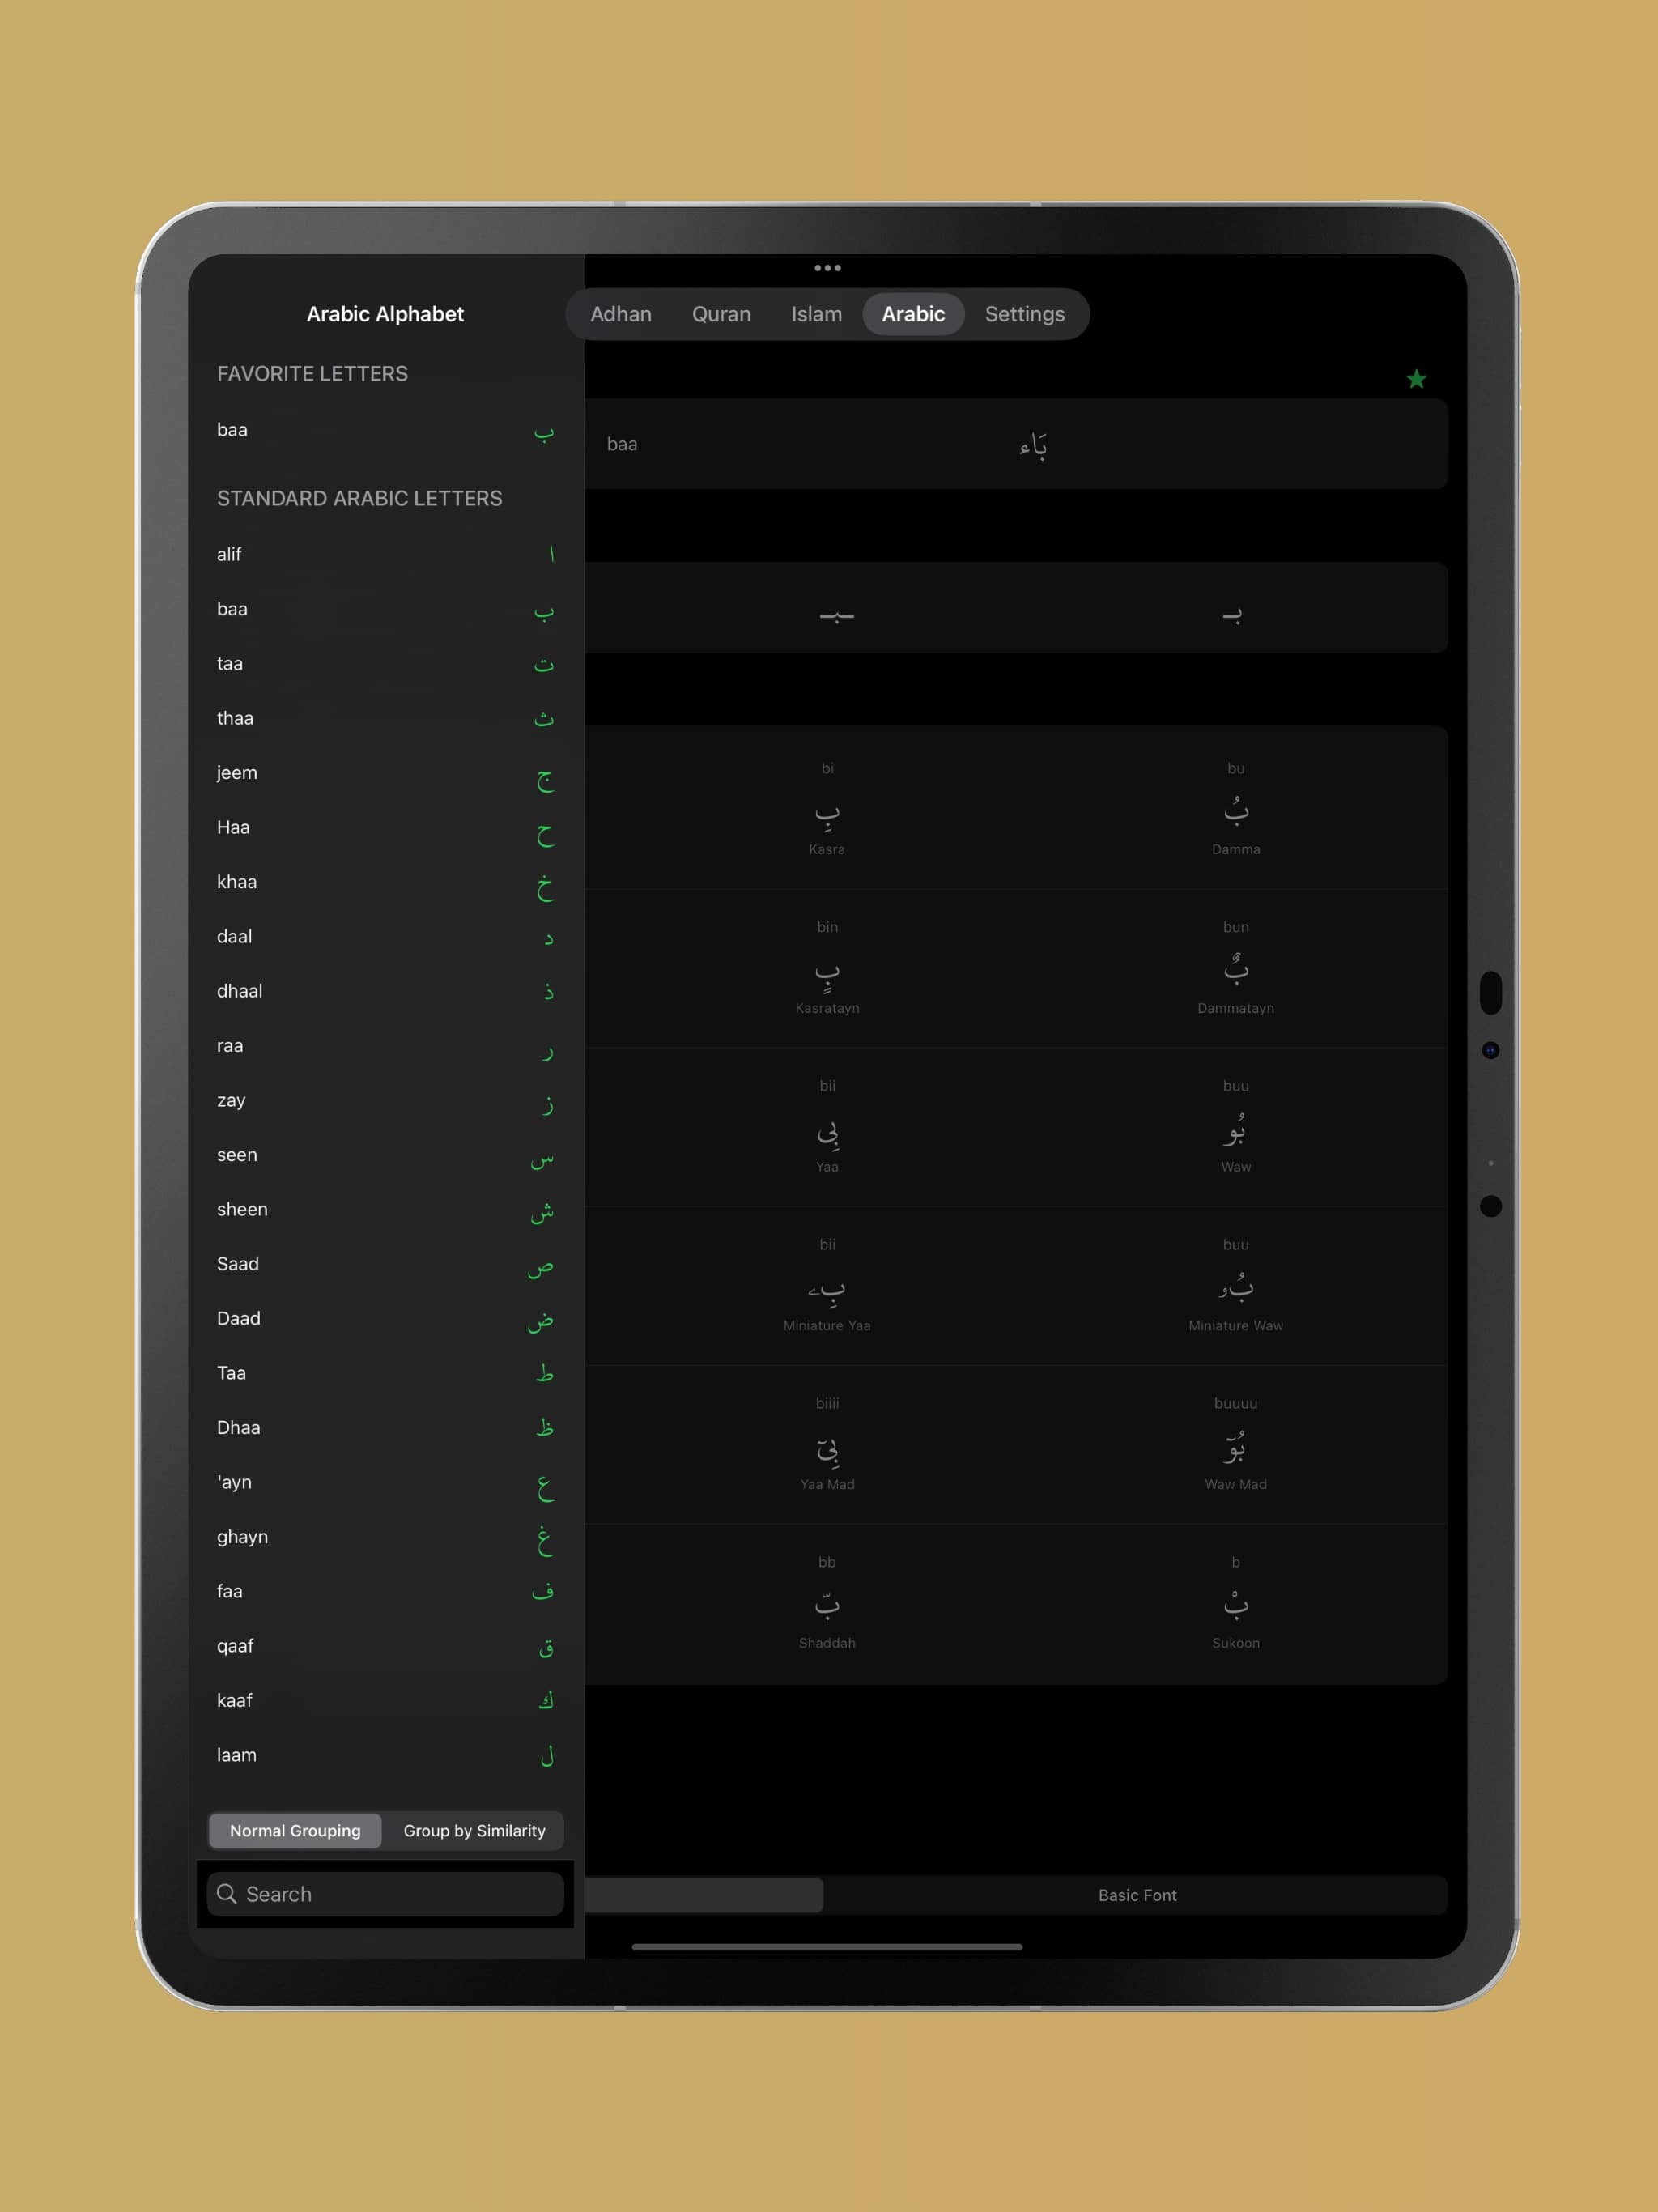 Arabic Alphabet
Adhan Quran Islam Arabic Settings
FAVORITE LETTERS
baa ب
STANDARD ARABIC LETTERS
alif ا
baa ب
taa ت
thaa ث
jeem ج
Haa ح
khaa خ
daal د
dhaal ذ
raa ر
zay ز
seen س
sheen ش
Saad ص
Daad ض
Taa ط
Dhaa ظ
'ayn ع
ghayn غ
faa ف
qaaf ق
kaaf ك
laam ل
Normal Grouping Group by Similarity
Search
baa بَاء
ـبـ بـ
bi bu
بِ بُ
Kasra Damma
bin bun
بٍ بٌ
Kasratayn Dammatayn
bii buu
بِي بُو
Yaa Waw
bii buu
بِۦ بُۥ
Miniature Yaa Miniature Waw
biiii buuuu
بِيٓ بُوٓ
Yaa Mad Waw Mad
bb b
بّ بْ
Shaddah Sukoon
Basic Font